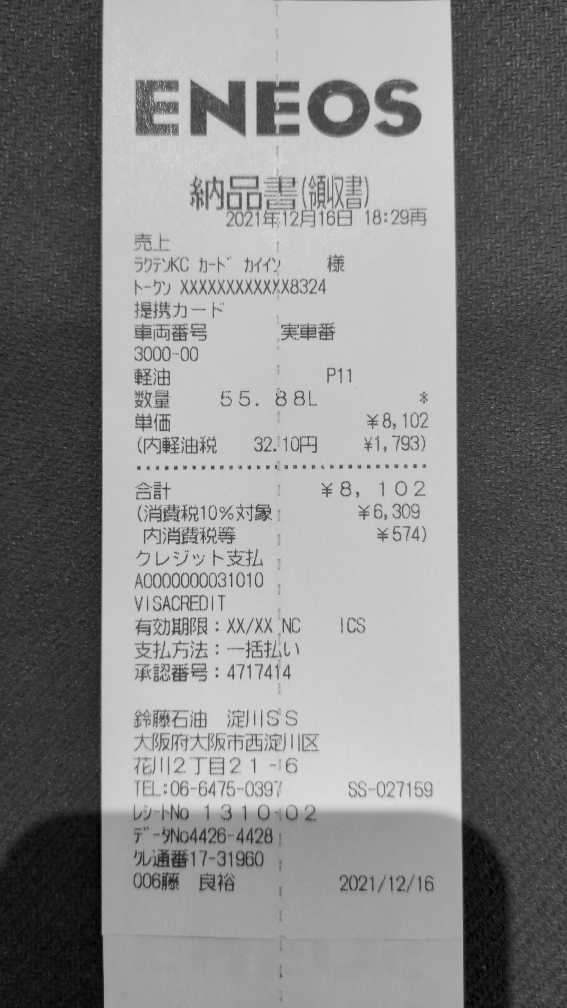 ENEOS
納品書(領収書)
2021年12月16日 18:29再
売上
ﾗｸﾃﾝKC ｶｰﾄﾞ ｶｲｲﾝ 様
ﾄｰｸﾝ XXXXXXXXXXXX8324
提携カード
車両番号 実車番
3000-00
軽油 P11
数量 55.88L *
単価 ¥8,102
(内軽油税 32.10円 ¥1,793)
合計 ¥8,102
(消費税10%対象 ¥6,309
内消費税等 ¥574)
クレジット支払
A0000000031010
VISACREDIT
有効期限：XX/XX NC ICS
支払方法：一括払い
承認番号：4717414
鈴藤石油 淀川SS
大阪府大阪市西淀川区
花川2丁目21-6
TEL:06-6475-0397 SS-027159
ﾚｼｰﾄNo 1310-02
ﾃﾞｰﾀNo4426-4428
ｸﾚ通番17-31960
006藤 良裕 2021/12/16